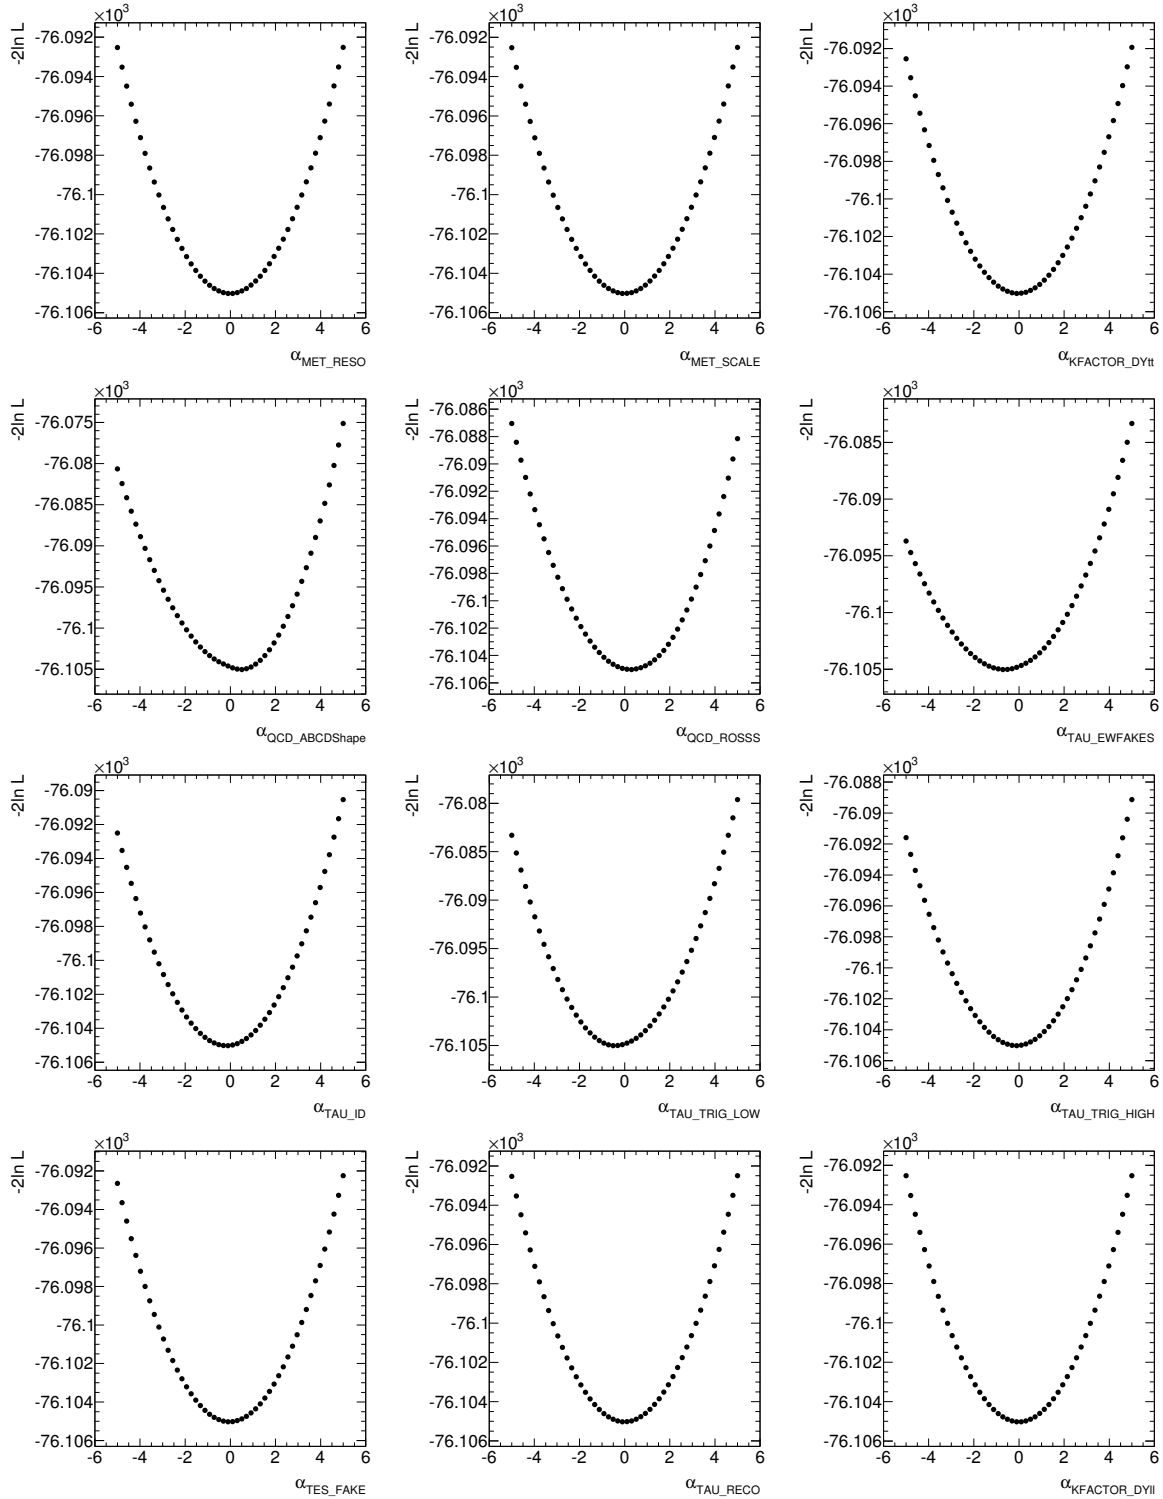 ×10³ ×10³ ×10³
-2ln L -2ln L -2ln L
-76.092 -76.092 -76.092
-76.094 -76.094 -76.094
-76.096 -76.096 -76.096
-76.098 -76.098 -76.098
-76.1 -76.1 -76.1
-76.102 -76.102 -76.102
-76.104 -76.104 -76.104
-76.106 -76.106 -76.106
-6 -4 -2 0 2 4 6 -6 -4 -2 0 2 4 6 -6 -4 -2 0 2 4 6
αMET_RESO αMET_SCALE αKFACTOR_DYtt
×10³ ×10³
-2ln L -2ln L -2ln L
-76.075 -76.086 -76.085
-76.08 -76.088 -76.09
-76.085 -76.09 -76.095
-76.09 -76.092 -76.1
-76.095 -76.094 -76.105
-76.1 -76.096
-76.105 -76.098
-76.1
-76.102
-76.104
-76.106
-6 -4 -2 0 2 4 6 -6 -4 -2 0 2 4 6 -6 -4 -2 0 2 4 6
αQCD_ABCDShape αQCD_ROSSS αTAU_EWFAKES
×10³ ×10³ ×10³
-2ln L -2ln L -2ln L
-76.09 -76.08 -76.088
-76.092 -76.085 -76.09
-76.094 -76.09 -76.092
-76.096 -76.095 -76.094
-76.098 -76.1 -76.096
-76.1 -76.105 -76.098
-76.102 -76.1
-76.104 -76.102
-76.106 -76.104
-76.106
-6 -4 -2 0 2 4 6 -6 -4 -2 0 2 4 6 -6 -4 -2 0 2 4 6
αTAU_ID αTAU_TRIG_LOW αTAU_TRIG_HIGH
×10³ ×10³ ×10³
-2ln L -2ln L -2ln L
-76.092 -76.092 -76.092
-76.094 -76.094 -76.094
-76.096 -76.096 -76.096
-76.098 -76.098 -76.098
-76.1 -76.1 -76.1
-76.102 -76.102 -76.102
-76.104 -76.104 -76.104
-76.106 -76.106 -76.106
-6 -4 -2 0 2 4 6 -6 -4 -2 0 2 4 6 -6 -4 -2 0 2 4 6
αTES_FAKE αTAU_RECO αKFACTOR_DYll